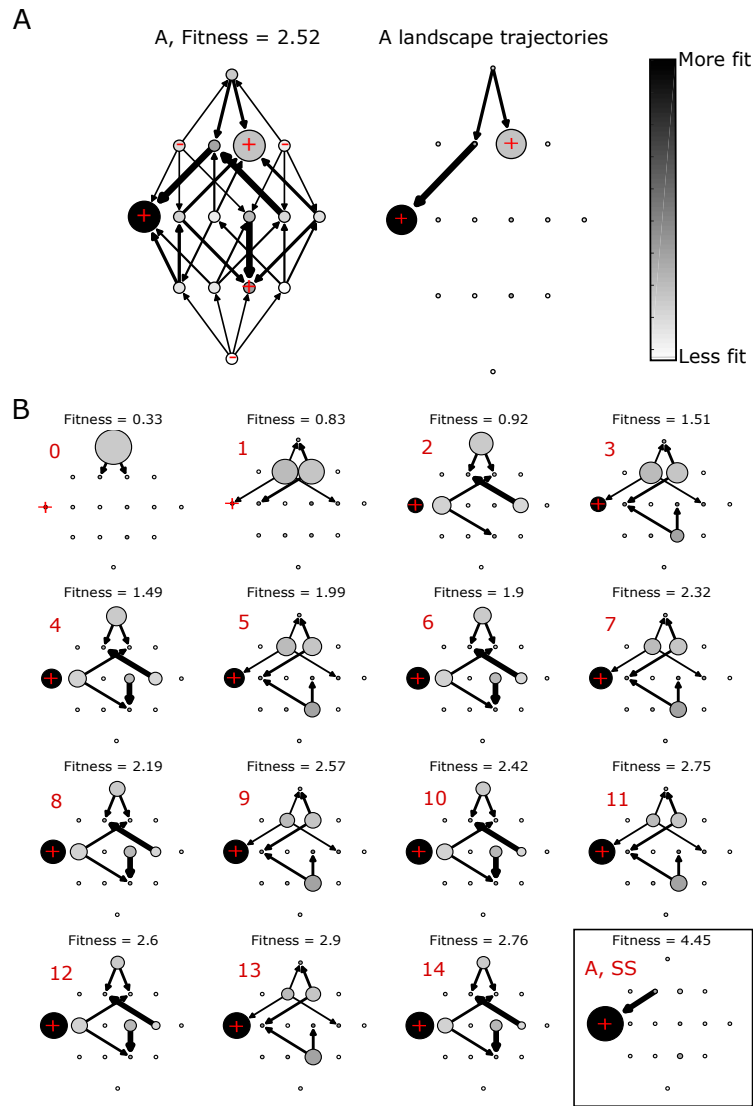 A
A, Fitness = 2.52
A landscape trajectories
More fit
Less fit
B
Fitness = 0.33
Fitness = 0.83
Fitness = 0.92
Fitness = 1.51
0
1
2
3
Fitness = 1.49
Fitness = 1.99
Fitness = 1.9
Fitness = 2.32
4
5
6
7
Fitness = 2.19
Fitness = 2.57
Fitness = 2.42
Fitness = 2.75
8
9
10
11
Fitness = 2.6
Fitness = 2.9
Fitness = 2.76
Fitness = 4.45
12
13
14
A, SS